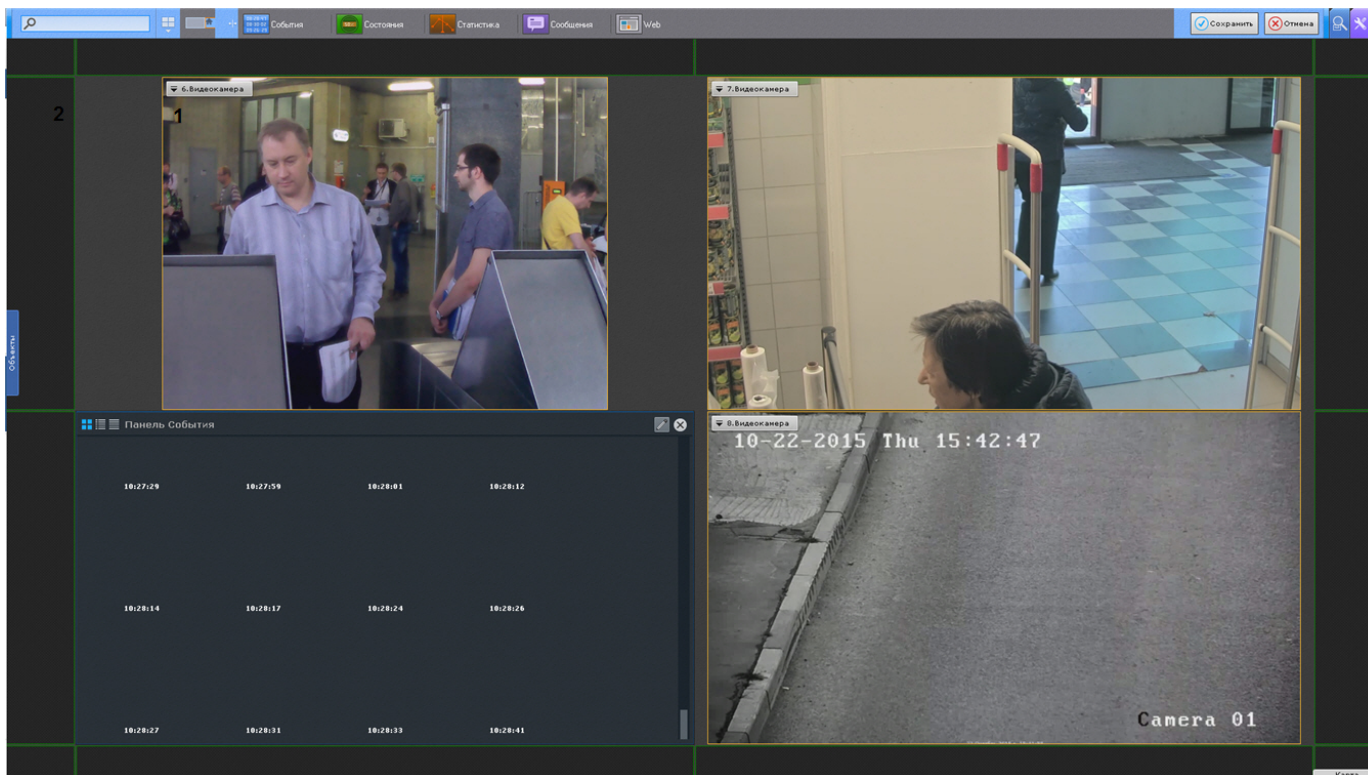 События Состояния Статистика Сообщения Web Сохранить Отмена
6.Видеокамера
7.Видеокамера
2
1
Объекты
Панель События
8.Видеокамера
10-22-2015 Thu 15:42:47
10:27:29 10:27:59 10:28:01 10:28:12
10:28:14 10:28:17 10:28:24 10:28:26
Camera 01
10:28:27 10:28:31 10:28:33 10:28:41
Карта